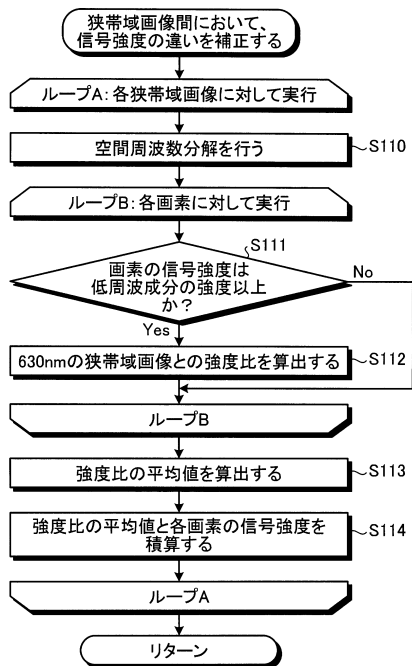 狭帯域画像間において、
信号強度の違いを補正する
ループA：各狭帯域画像に対して実行
空間周波数分解を行う
S110
ループB：各画素に対して実行
S111
画素の信号強度は
低周波成分の強度以上
か？
No
Yes
630nmの狭帯域画像との強度比を算出する
S112
ループB
強度比の平均値を算出する
S113
強度比の平均値と各画素の信号強度を
積算する
S114
ループA
リターン